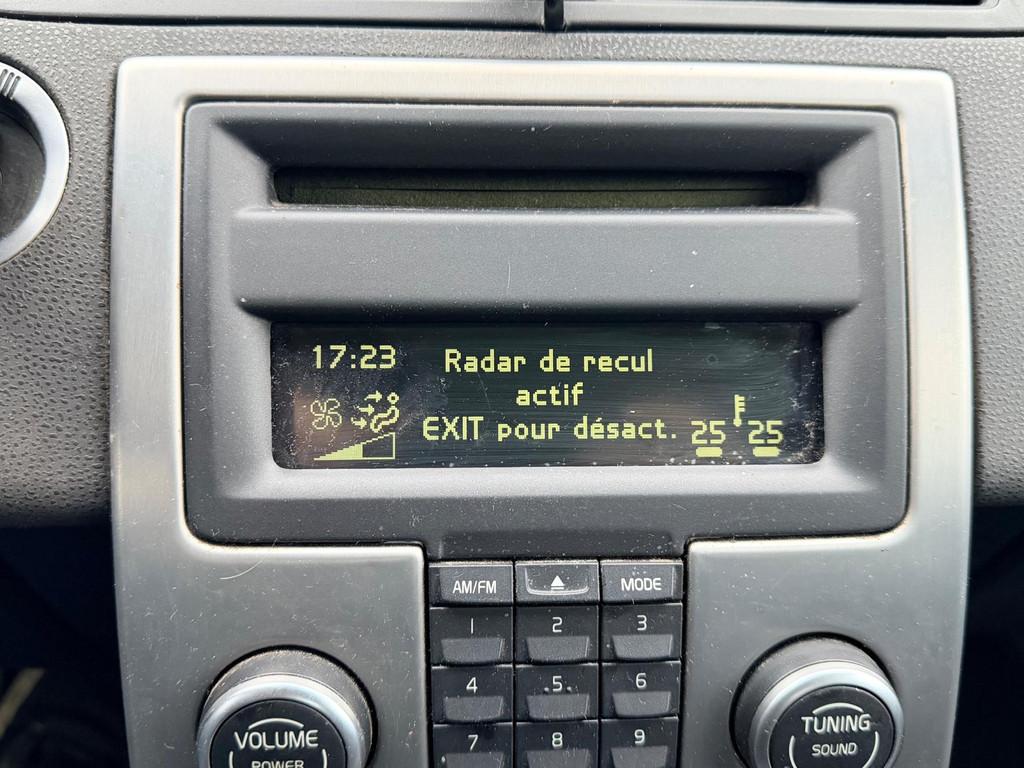 17:23
Radar de recul
actif
EXIT pour désact.
25 25
AM/FM MODE
1 2 3
4 5 6
7 8 9
VOLUME
POWER
TUNING
SOUND